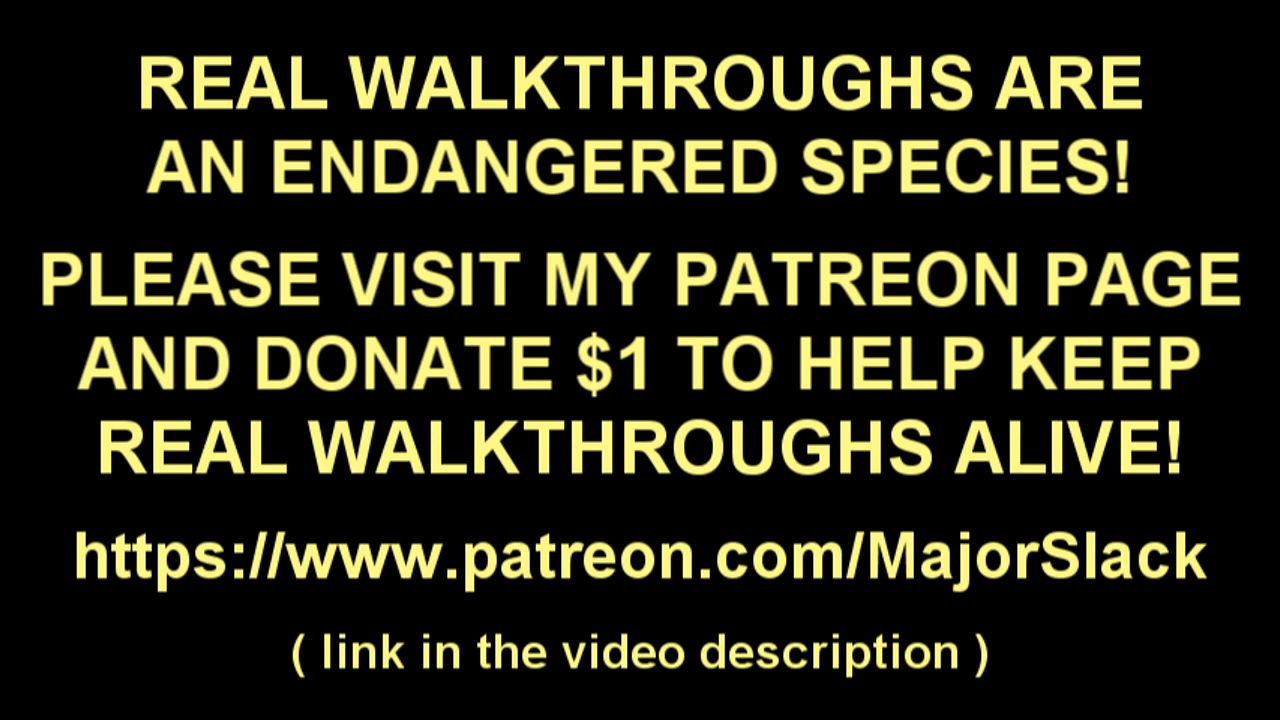 REAL WALKTHROUGHS ARE
AN ENDANGERED SPECIES!
PLEASE VISIT MY PATREON PAGE
AND DONATE $1 TO HELP KEEP
REAL WALKTHROUGHS ALIVE!
https://www.patreon.com/MajorSlack
( link in the video description )